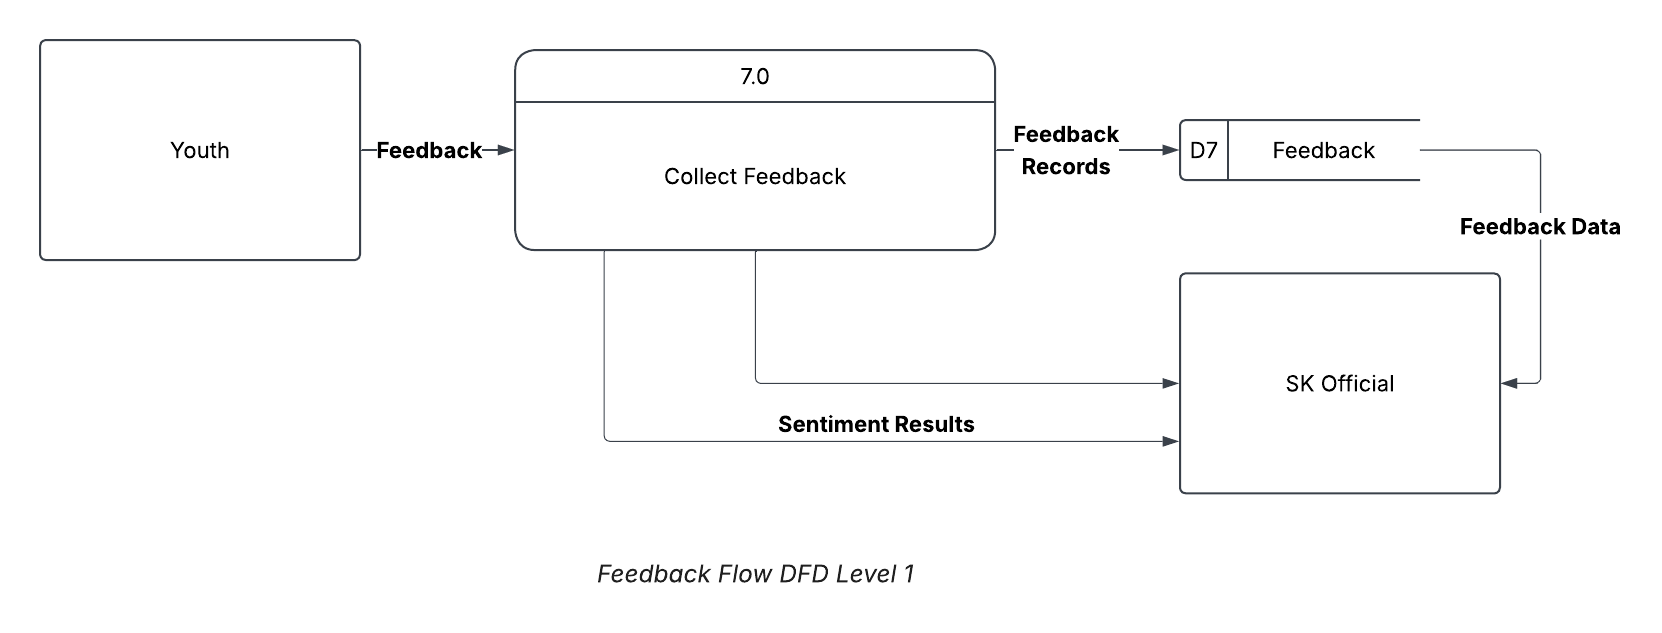 7.0
Youth
Feedback
Collect Feedback
Feedback
Records
D7
Feedback
Feedback Data
SK Official
Sentiment Results
Feedback Flow DFD Level 1